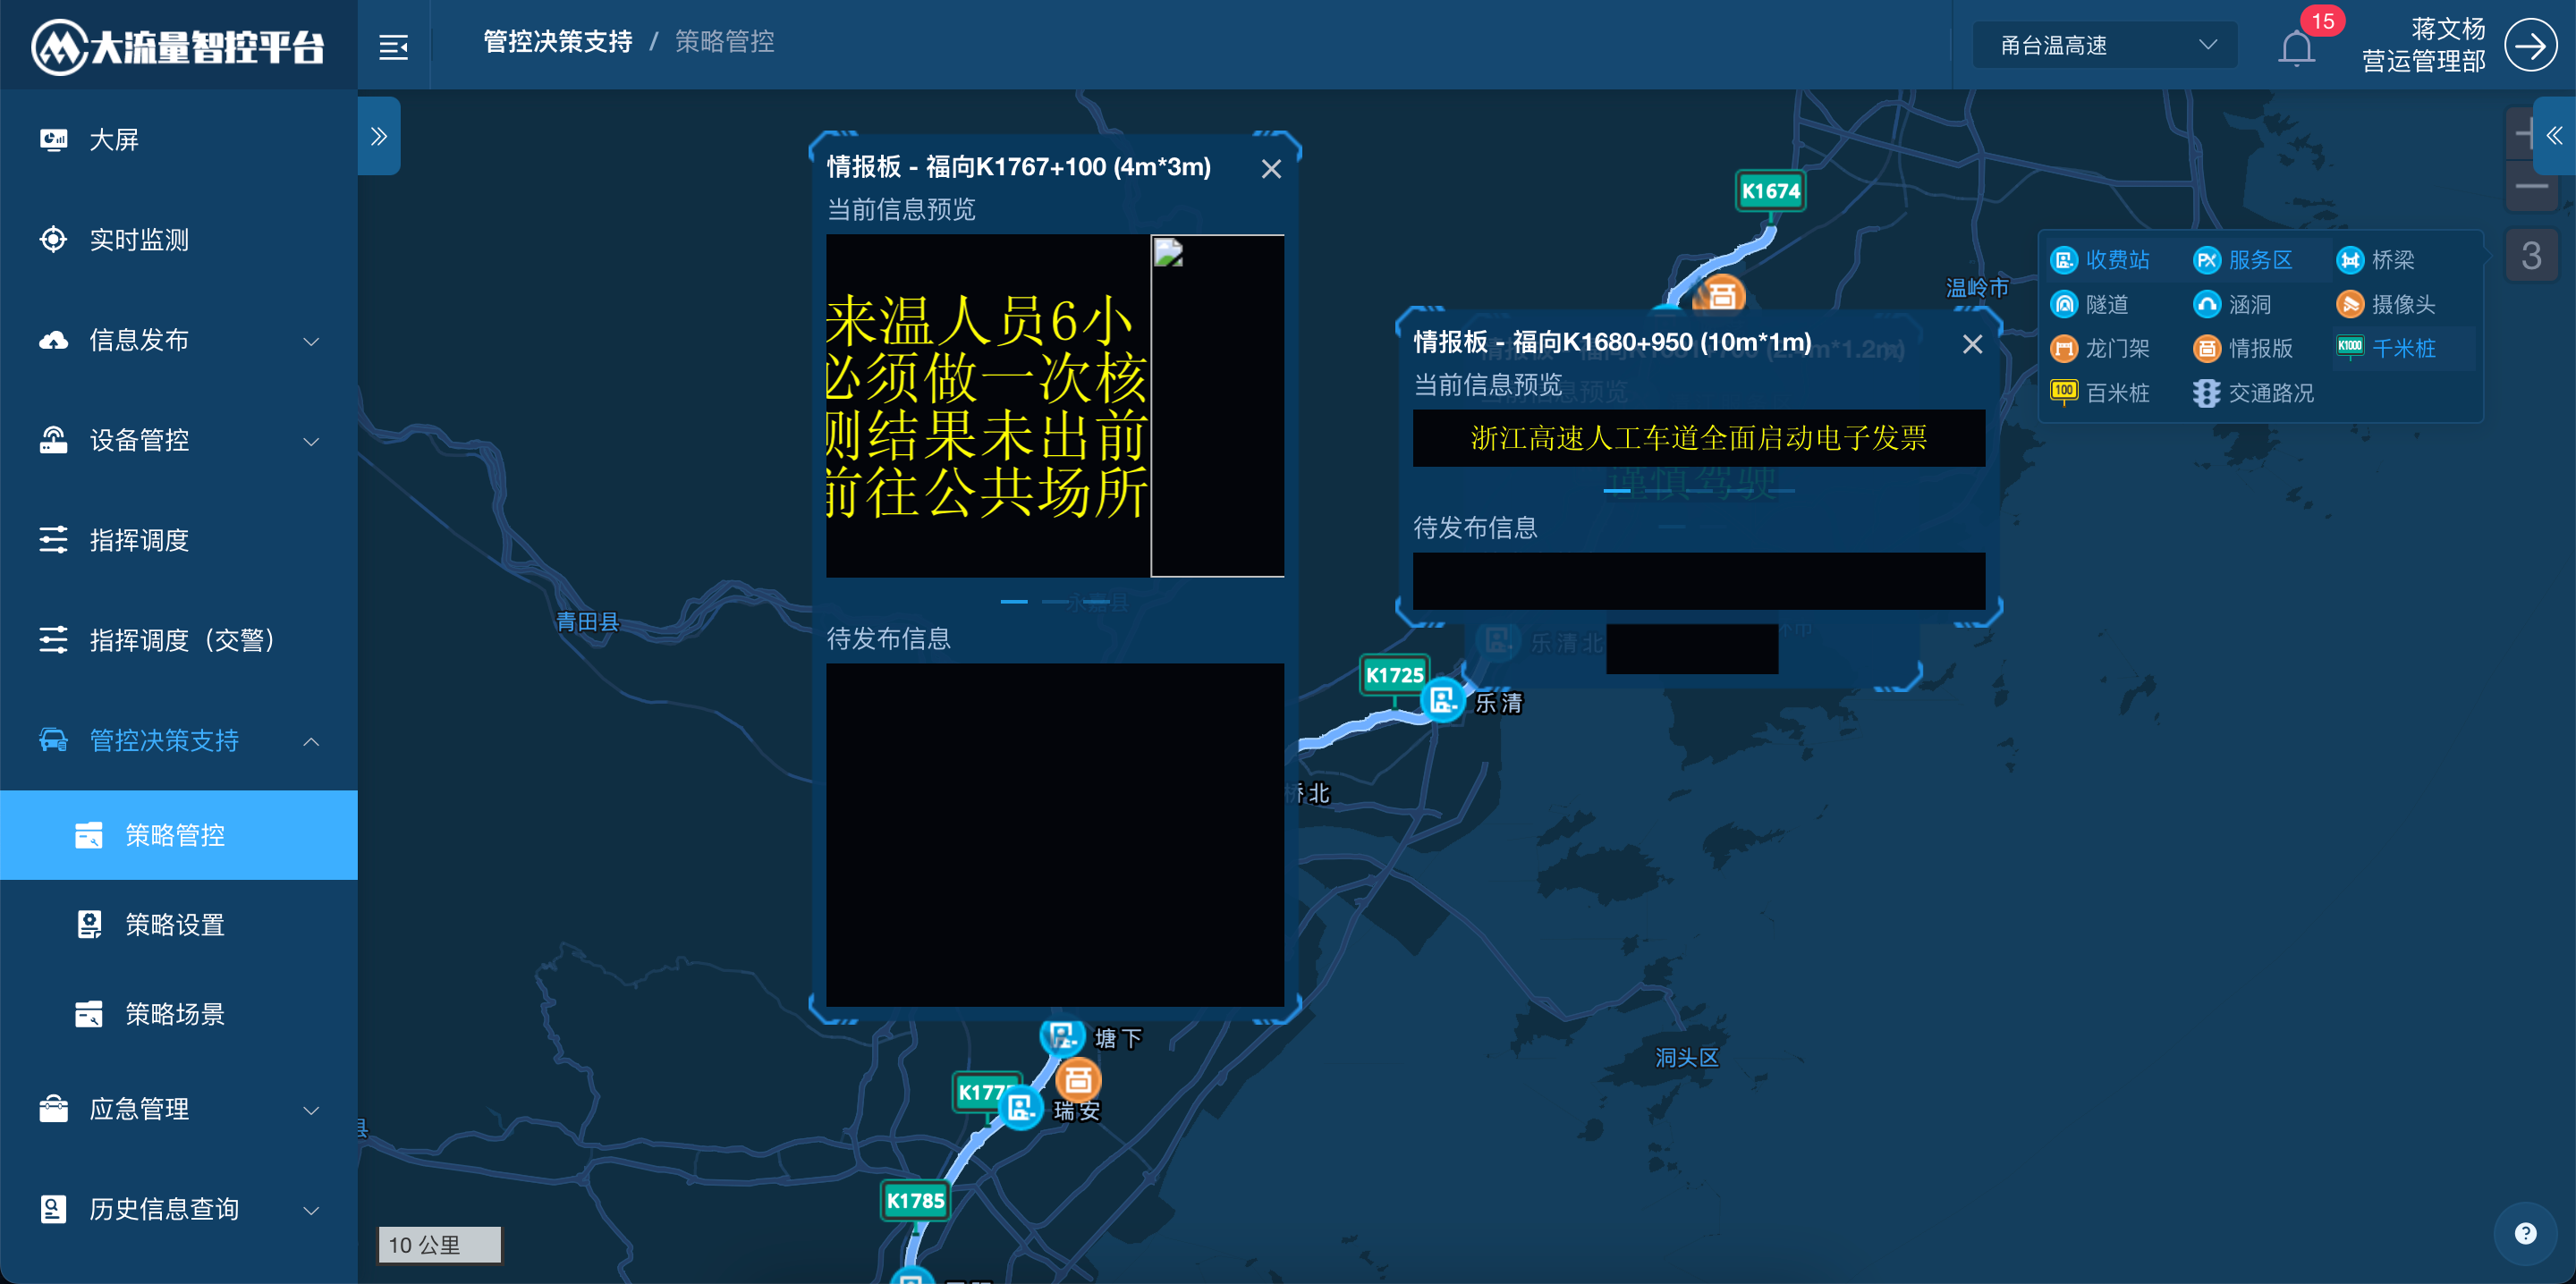 大流量智控平台
管控决策支持 / 策略管控
甬台温高速
15
蒋文杨
营运管理部
大屏
实时监测
信息发布
设备管控
指挥调度
指挥调度（交警）
管控决策支持
策略管控
策略设置
策略场景
应急管理
历史信息查询
情报板 - 福向K1767+100 (4m*3m)
当前信息预览
来温人员6小
必须做一次核
测结果未出前
前往公共场所
永嘉县
待发布信息
K1674
温岭市
情报板 - 福向K1680+950 (10m*1m)
当前信息预览
浙江高速人工车道全面启动电子发票
谨慎驾驶
待发布信息
收费站
服务区
桥梁
隧道
涵洞
摄像头
龙门架
情报版
K1000 千米桩
100 百米桩
交通路况
3
青田县
乐清北
K1725
乐清
桥北
塘下
K177
瑞安
K1785
洞头区
县
10 公里
?